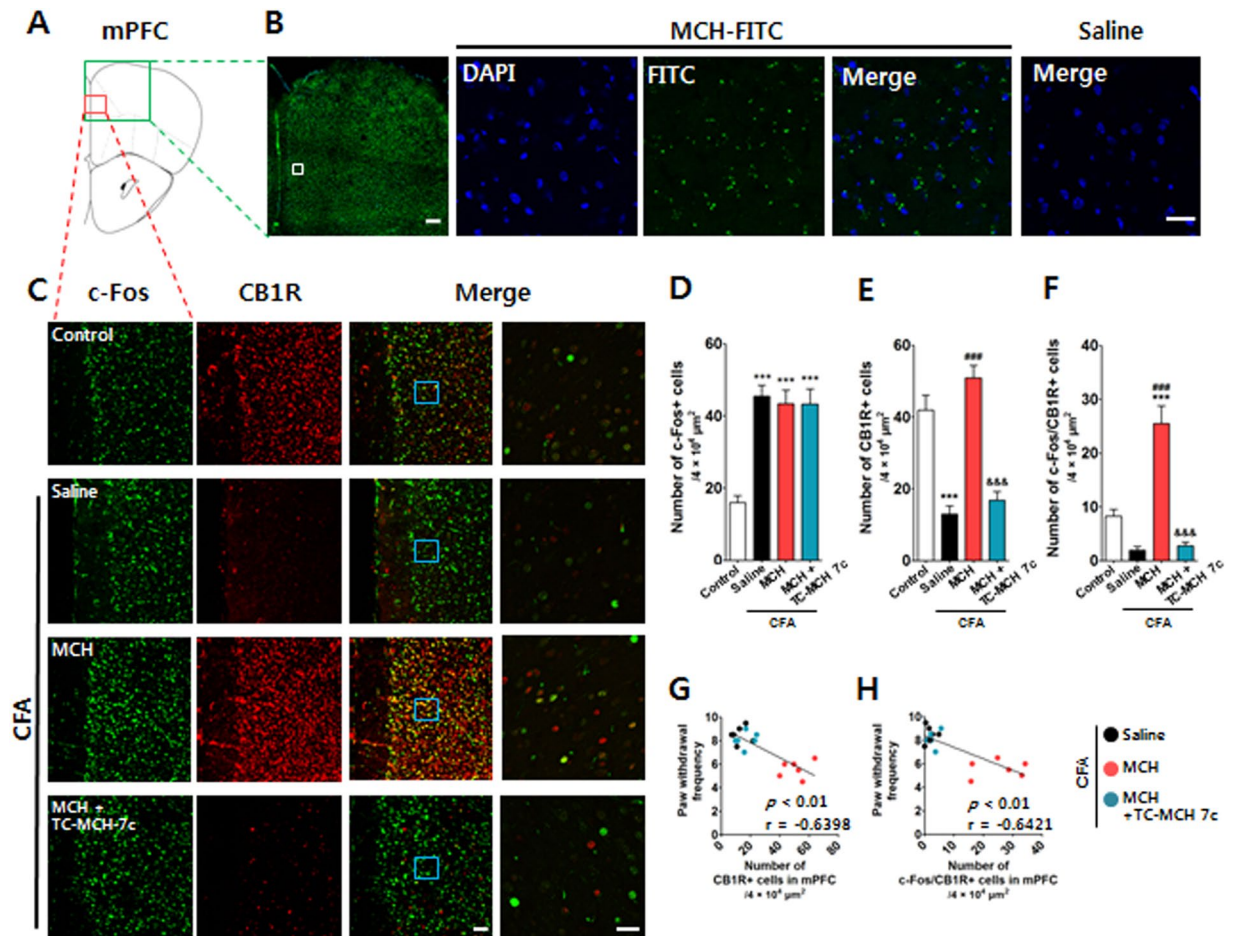 A
mPFC
B
MCH-FITC
Saline
DAPI
FITC
Merge
Merge
C
c-Fos
CB1R
Merge
Control
CFA
Saline
MCH
MCH +
TC-MCH-7c
D
Number of c-Fos+ cells
/4 × 10⁴ μm²
60
40
20
0
***
***
***
Control
Saline
MCH
MCH +
TC-MCH 7c
CFA
E
Number of CB1R+ cells
/4 × 10⁴ μm²
60
40
20
0
***
###
&&&
Control
Saline
MCH
MCH +
TC-MCH 7c
CFA
F
Number of c-Fos/CB1R+ cells
/4 × 10⁴ μm²
40
30
20
10
0
###
***
&&&
Control
Saline
MCH
MCH +
TC-MCH 7c
CFA
G
Paw withdrawal
frequency
10
8
6
4
2
0
p < 0.01
r = -0.6398
0 20 40 60 80
Number of
CB1R+ cells in mPFC
/4 × 10⁴ μm²
H
Paw withdrawal
frequency
10
8
6
4
2
0
p < 0.01
r = -0.6421
0 10 20 30 40
Number of
c-Fos/CB1R+ cells in mPFC
/4 × 10⁴ μm²
CFA
Saline
MCH
MCH
+TC-MCH 7c